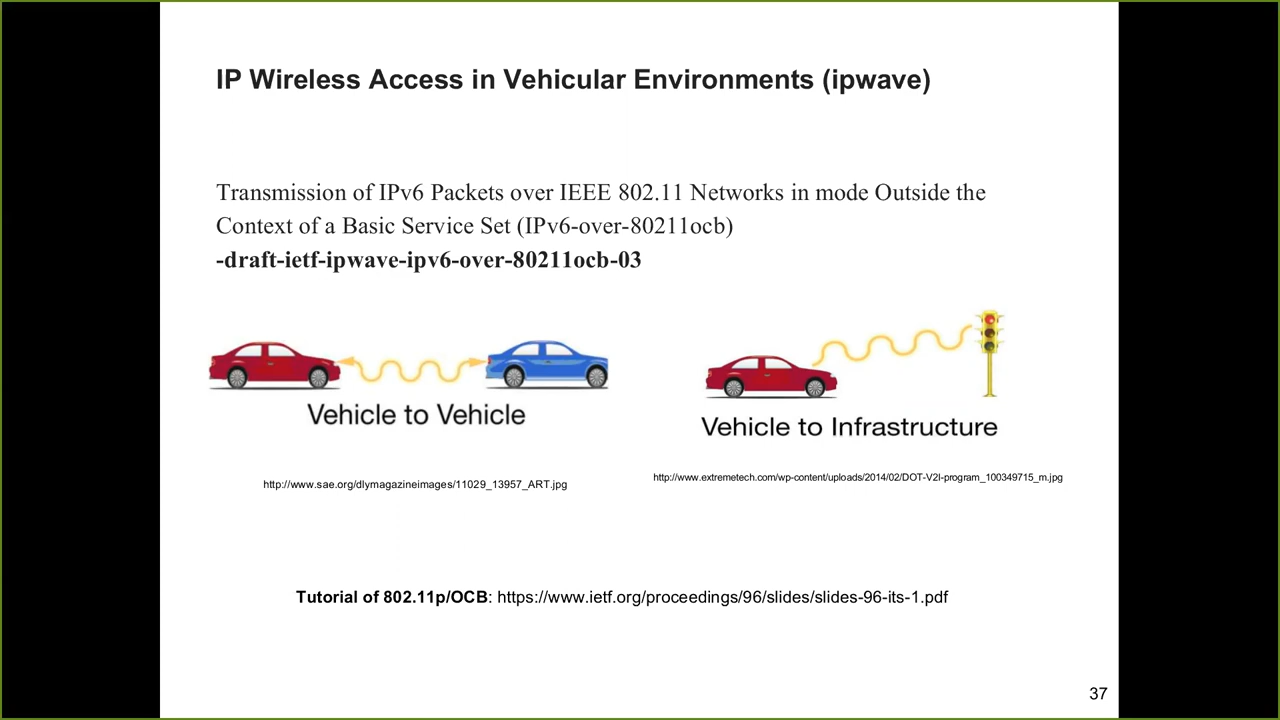 IP Wireless Access in Vehicular Environments (ipwave)
Transmission of IPv6 Packets over IEEE 802.11 Networks in mode Outside the
Context of a Basic Service Set (IPv6-over-80211ocb)
-draft-ietf-ipwave-ipv6-over-80211ocb-03
Vehicle to Vehicle
Vehicle to Infrastructure
http://www.sae.org/dlymagazineimages/11029_13957_ART.jpg
http://www.extremetech.com/wp-content/uploads/2014/02/DOT-V2I-program_100349715_m.jpg
Tutorial of 802.11p/OCB: https://www.ietf.org/proceedings/96/slides/slides-96-its-1.pdf
37